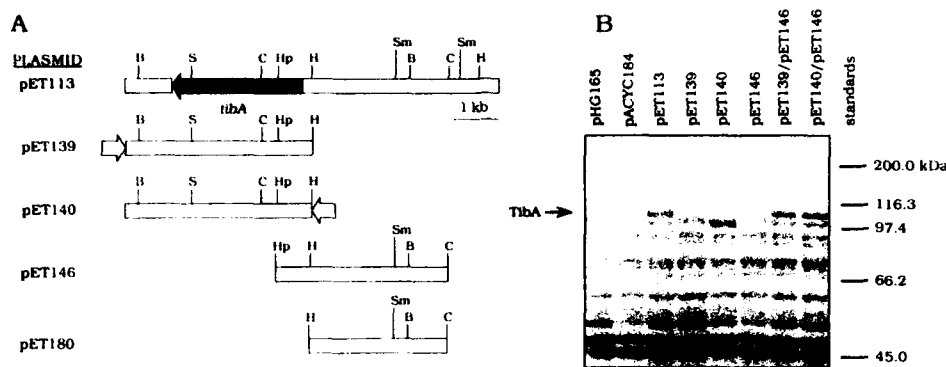 A
PLASMID
B S C Hp H Sm B C Sm H
pET113
tibA
1 kb
B S C Hp H
pET139
B S C Hp H
pET140
Hp H Sm B C
pET146
H Sm B C
pET180
B
pHG165
pACYC184
pET113
pET139
pET140
pET146
pET139/pET146
pET140/pET146
standards
TibA
200.0 kDa
116.3
97.4
66.2
45.0